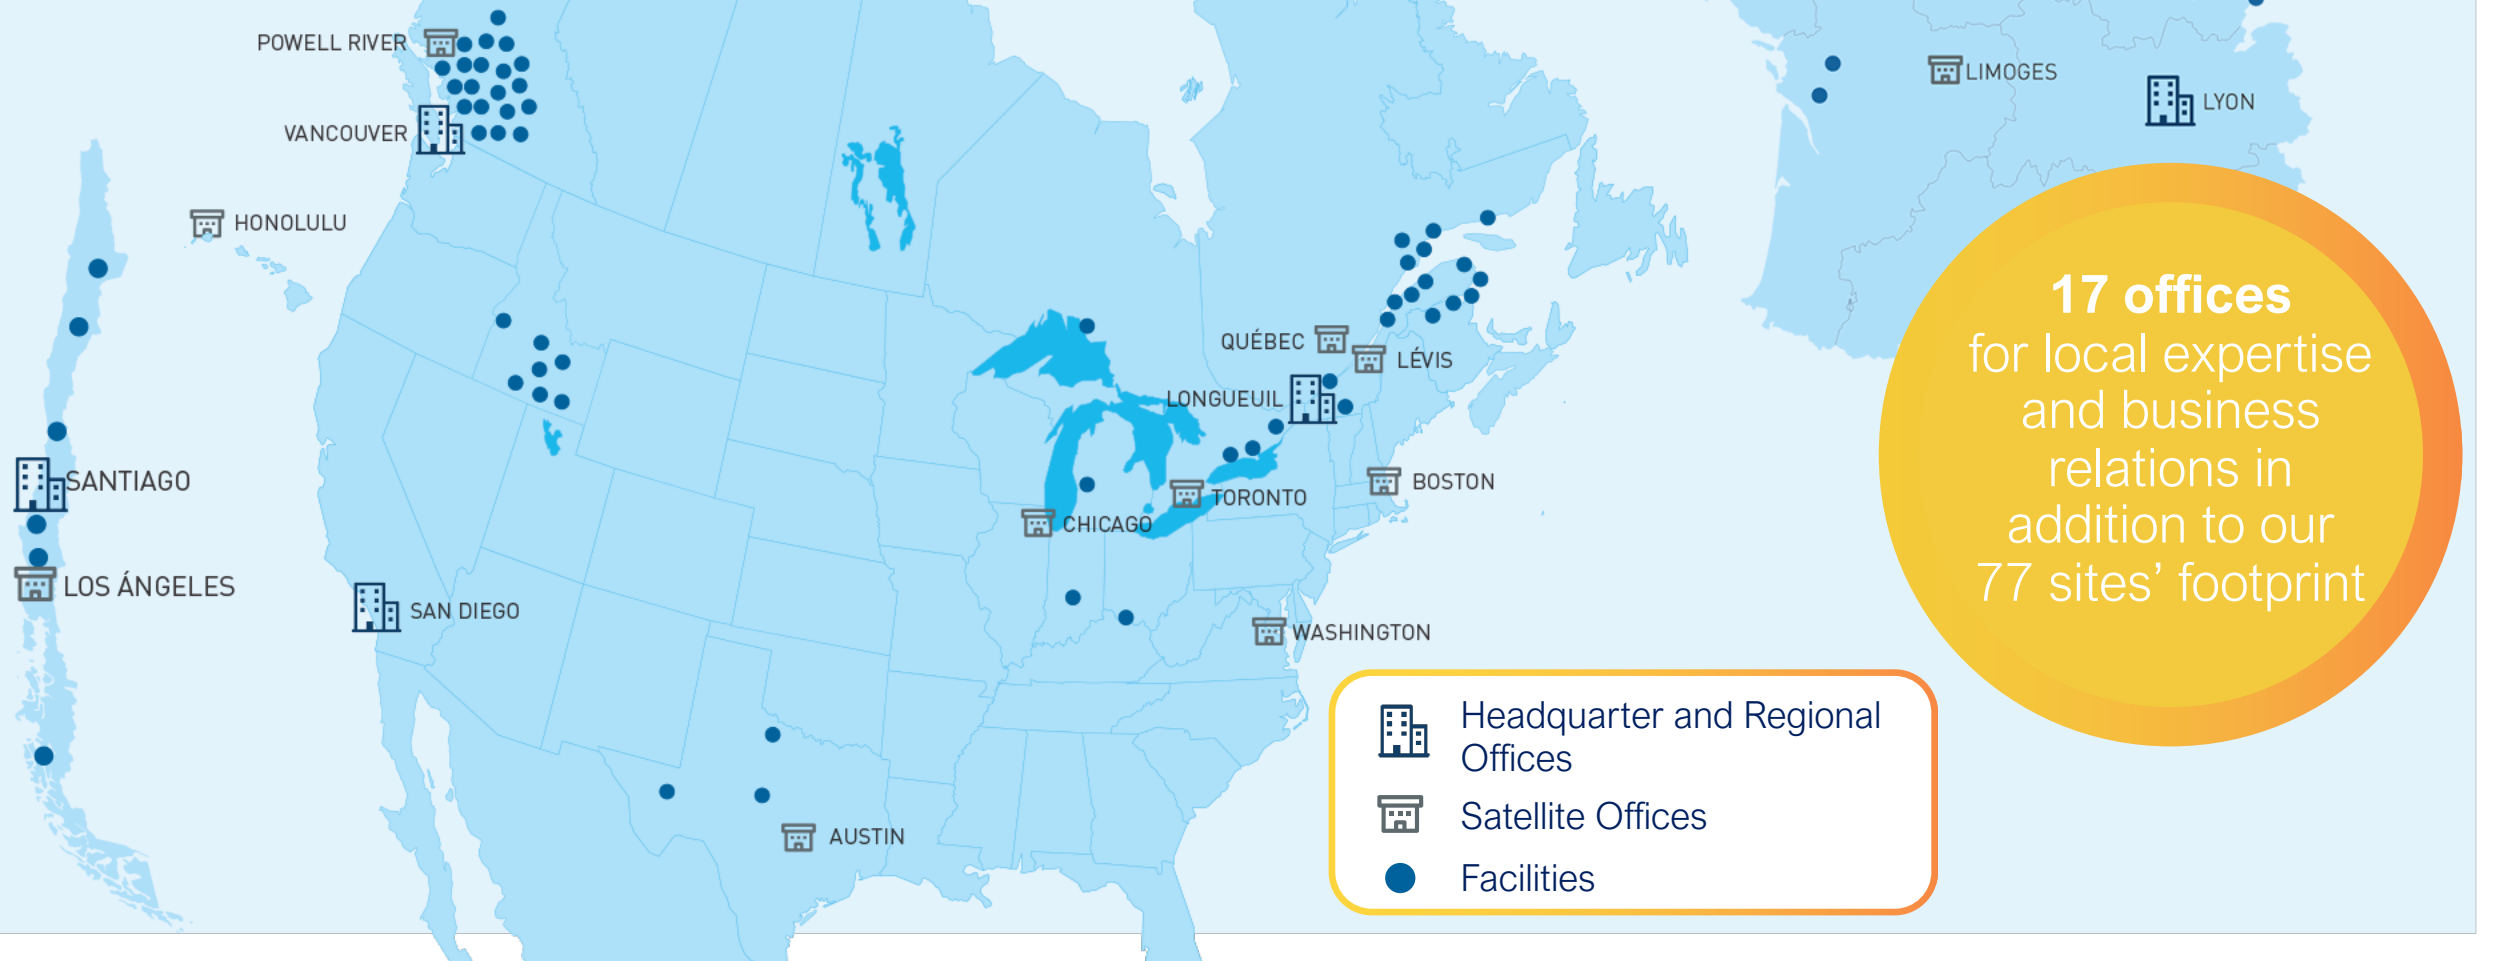 POWELL RIVER
VANCOUVER
HONOLULU
SANTIAGO
LOS ÁNGELES
SAN DIEGO
AUSTIN
QUÉBEC
LÉVIS
LONGUEUIL
BOSTON
TORONTO
CHICAGO
WASHINGTON
LIMOGES
LYON
17 offices
for local expertise
and business
relations in
addition to our
77 sites’ footprint
Headquarter and Regional
Offices
Satellite Offices
Facilities